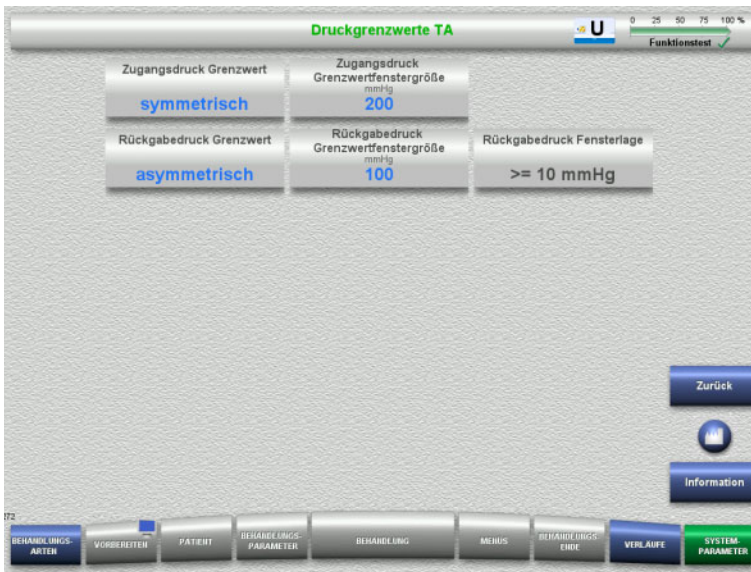 Druckgrenzwerte TA
U
0 25 50 75 100 %
Funktionstest
Zugangsdruck Grenzwert
symmetrisch
Zugangsdruck
Grenzwertfenstergröße
mmHg
200
Rückgabedruck Grenzwert
asymmetrisch
Rückgabedruck
Grenzwertfenstergröße
mmHg
100
Rückgabedruck Fensterlage
>= 10 mmHg
Zurück
Information
272
BEHANDLUNGS-
ARTEN
VORBEREITEN
PATIENT
BEHANDLUNGS-
PARAMETER
BEHANDLUNG
MENÜS
BEHANDLUNGS-
ENDE
VERLÄUFE
SYSTEM-
PARAMETER